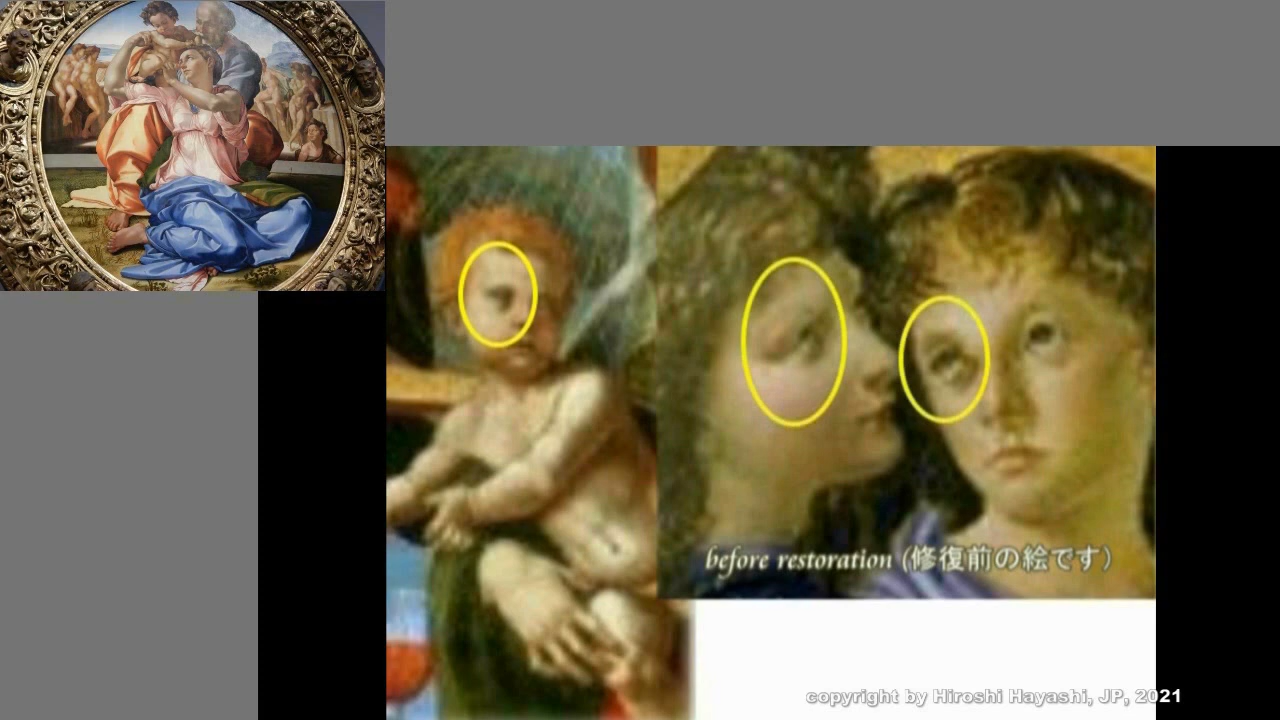 before restoration (修復前の絵です)
copyright by Hiroshi Hayashi, JP, 2021